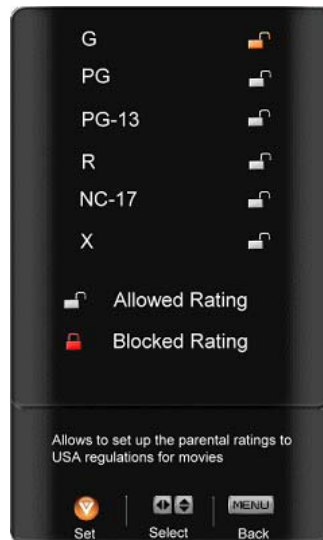 G
PG
PG-13
R
NC-17
X
Allowed Rating
Blocked Rating
Allows to set up the parental ratings to
USA regulations for movies
MENU
Set Select Back